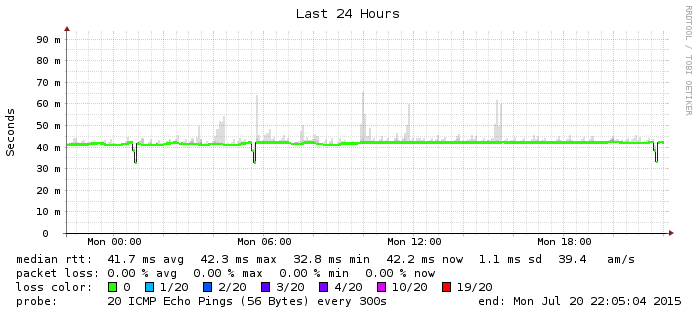 Last 24 Hours
RRDTOOL / TOBI OETIKER
Seconds
90 m
80 m
70 m
60 m
50 m
40 m
30 m
20 m
10 m
0
Mon 00:00 Mon 06:00 Mon 12:00 Mon 18:00
median rtt: 41.7 ms avg 42.3 ms max 32.8 ms min 42.2 ms now 1.1 ms sd 39.4 am/s
packet loss: 0.00 % avg 0.00 % max 0.00 % min 0.00 % now
loss color: 0 1/20 2/20 3/20 4/20 10/20 19/20
probe: 20 ICMP Echo Pings (56 Bytes) every 300s end: Mon Jul 20 22:05:04 2015